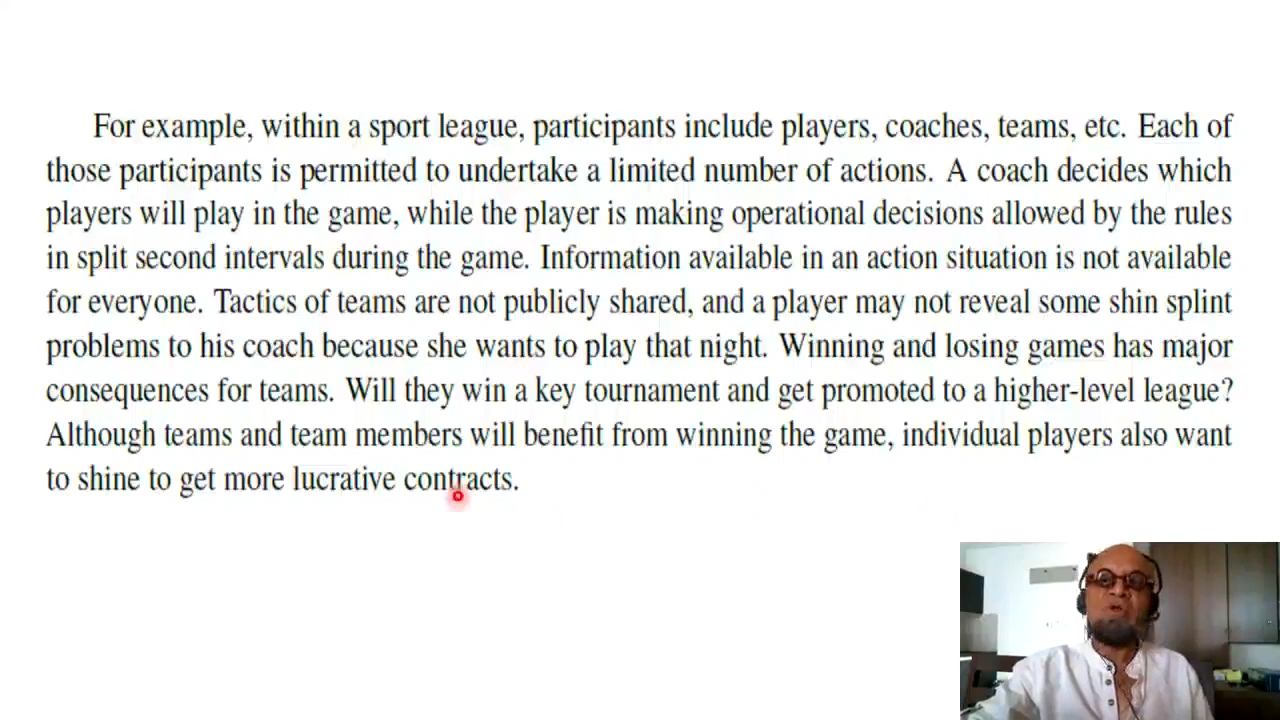 For example, within a sport league, participants include players, coaches, teams, etc. Each of
those participants is permitted to undertake a limited number of actions. A coach decides which
players will play in the game, while the player is making operational decisions allowed by the rules
in split second intervals during the game. Information available in an action situation is not available
for everyone. Tactics of teams are not publicly shared, and a player may not reveal some shin splint
problems to his coach because she wants to play that night. Winning and losing games has major
consequences for teams. Will they win a key tournament and get promoted to a higher-level league?
Although teams and team members will benefit from winning the game, individual players also want
to shine to get more lucrative contracts.